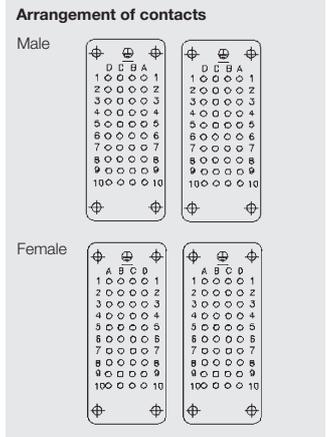 Arrangement of contacts
Male
D C B A D C B A
1 1 1 1
2 2 2 2
3 3 3 3
4 4 4 4
5 5 5 5
6 6 6 6
7 7 7 7
8 8 8 8
9 9 9 9
10 10 10 10
Female
A B C D A B C D
1 1 1 1
2 2 2 2
3 3 3 3
4 4 4 4
5 5 5 5
6 6 6 6
7 7 7 7
8 8 8 8
9 9 9 9
10 10 10 10